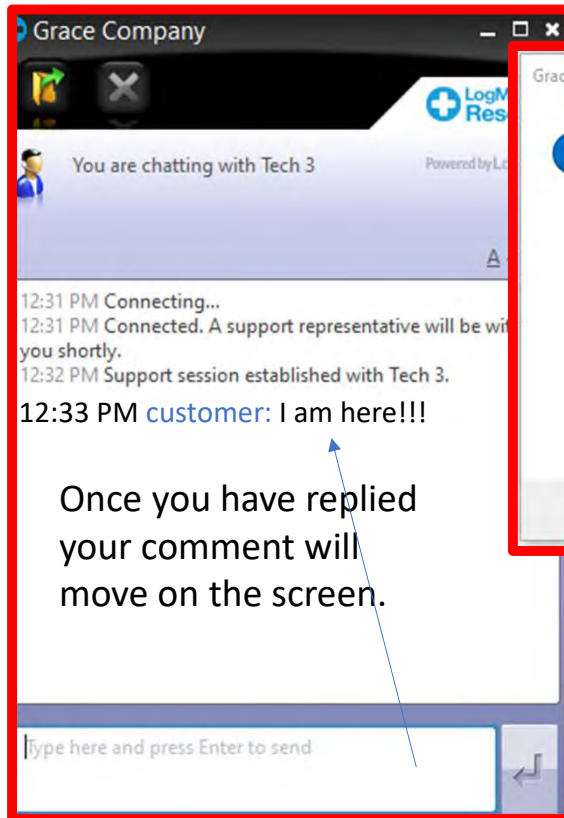 Grace Company
You are chatting with Tech 3
Powered by
A
12:31 PM Connecting...
12:31 PM Connected. A support representative will be
you shortly.
12:32 PM Support session established with Tech 3.
12:33 PM customer: I am here!!!
Once you have replied
your comment will
move on the screen.
Type here and press Enter to send